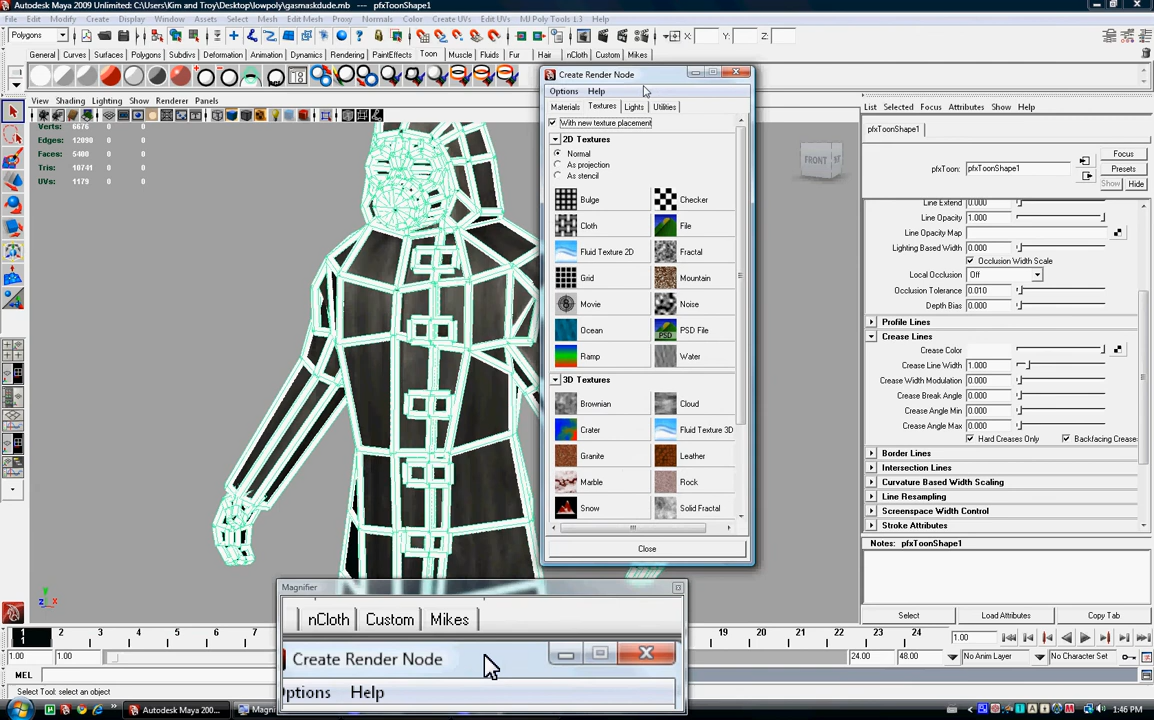 Autodesk Maya 2009 Unlimited: C:\Users\Kim and Troy\Desktop\lowpoly\gasmaskdude.mb --- pfxToonShape1
File Edit Modify Create Display Window Assets Select Mesh Edit Mesh Proxy Normals Color Create UVs Edit UVs MJ Poly Tools 1.3 Help
Polygons X: Y: Z:
General Curves Surfaces Polygons Subdivs Deformation Animation Dynamics Rendering PaintEffects Toon Muscle Fluids Fur Hair nCloth Custom Mikes
View Shading Lighting Show Renderer Panels
Verts: 6676 0 0
Edges: 12090 0 0
Faces: 5400 0 0
Tris: 10741 0 0
UVs: 1179 0 0
FRONT
Create Render Node
Options Help
Materials Textures Lights Utilities
With new texture placement
2D Textures
Normal
As projection
As stencil
Bulge Checker
Cloth File
Fluid Texture 2D Fractal
Grid Mountain
Movie Noise
Ocean PSD File
Ramp Water
3D Textures
Brownian Cloud
Crater Fluid Texture 3D
Granite Leather
Marble Rock
Snow Solid Fractal
Close
List Selected Focus Attributes Show Help
pfxToonShape1
pfxToon: pfxToonShape1
Focus
Presets
Show Hide
Line Extend 0.000
Line Opacity 1.000
Line Opacity Map
Lighting Based Width 0.000
Occlusion Width Scale
Local Occlusion Off
Occlusion Tolerance 0.010
Depth Bias 0.000
Profile Lines
Crease Lines
Crease Color
Crease Line Width 1.000
Crease Width Modulation 0.000
Crease Break Angle 0.000
Crease Angle Min 0.000
Crease Angle Max 0.000
Hard Creases Only Backfacing Crease
Border Lines
Intersection Lines
Curvature Based Width Scaling
Line Resampling
Screenspace Width Control
Stroke Attributes
Notes: pfxToonShape1
Select Load Attributes Copy Tab
Magnifier
nCloth Custom Mikes
Create Render Node
ptions Help
1 2 3 4 5 6 7 19 20 21 22 23 24
1 1.00
1.00 1.00 24.00 48.00 No Anim Layer No Character Set
MEL
Select Tool: select an object
Autodesk Maya 200... Magni
1:46 PM